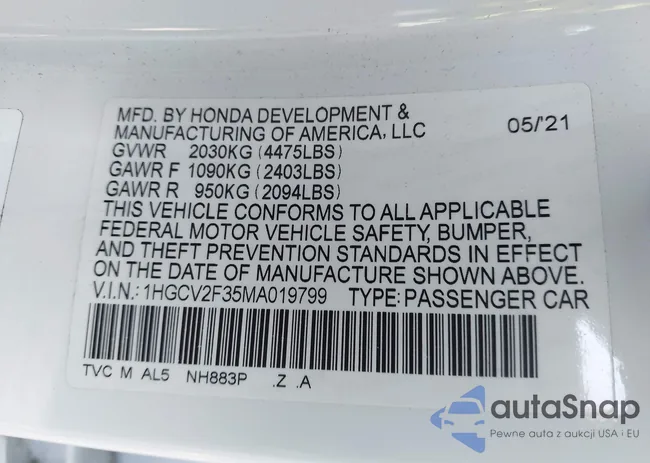 MFD. BY HONDA DEVELOPMENT &
MANUFACTURING OF AMERICA, LLC 05/'21
GVWR 2030KG (4475LBS)
GAWR F 1090KG (2403LBS)
GAWR R 950KG (2094LBS)
THIS VEHICLE CONFORMS TO ALL APPLICABLE
FEDERAL MOTOR VEHICLE SAFETY, BUMPER,
AND THEFT PREVENTION STANDARDS IN EFFECT
ON THE DATE OF MANUFACTURE SHOWN ABOVE.
V.I.N.: 1HGCV2F35MA019799 TYPE: PASSENGER CAR
TVC M AL5 NH883P .Z .A
autaSnap
Pewne auta z aukcji USA i EU